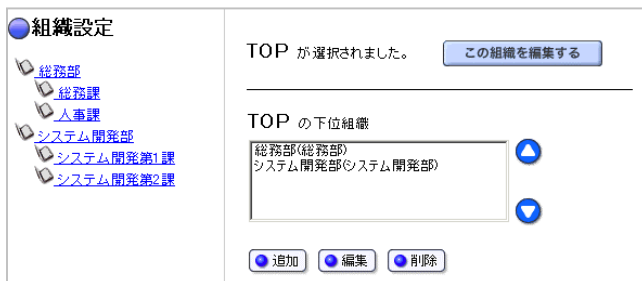 組織設定
総務部
総務課
人事課
システム開発部
システム開発第1課
システム開発第2課
TOP が選択されました。
この組織を編集する
TOP の下位組織
総務部(総務部)
システム開発部(システム開発部)
追加
編集
削除